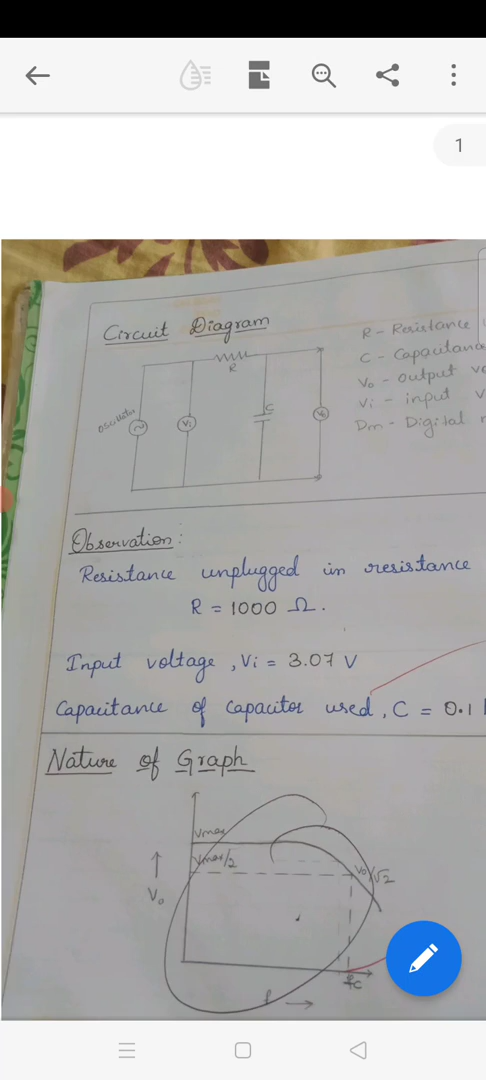 1
Circuit Diagram
R
C
Oscillator
Vi
Vo
R - Resistance
C - Capacitance
Vo - output
Vi - input
Dm - Digital
Observation:
Resistance unplugged in resistance
R = 1000 Ω.
Input voltage, Vi = 3.07 V
Capacitance of capacitor used, C = 0.1
Nature of Graph
Vmax
Vmax/2
Vo/√2
↑
Vo
fc
f →